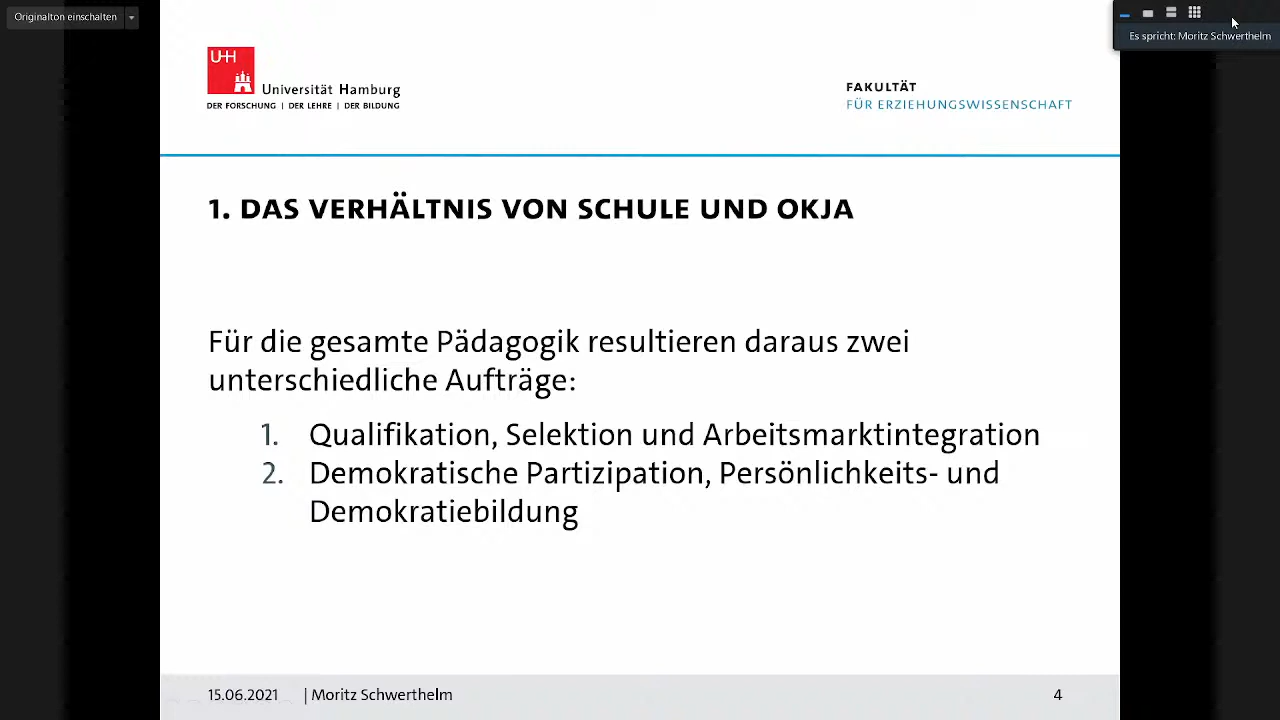 Originalton einschalten
Es spricht: Moritz Schwerthelm
UHH
Universität Hamburg
DER FORSCHUNG | DER LEHRE | DER BILDUNG
FAKULTÄT
FÜR ERZIEHUNGSWISSENSCHAFT
1. DAS VERHÄLTNIS VON SCHULE UND OKJA
Für die gesamte Pädagogik resultieren daraus zwei
unterschiedliche Aufträge:
1. Qualifikation, Selektion und Arbeitsmarktintegration
2. Demokratische Partizipation, Persönlichkeits- und
Demokratiebildung
15.06.2021 | Moritz Schwerthelm
4